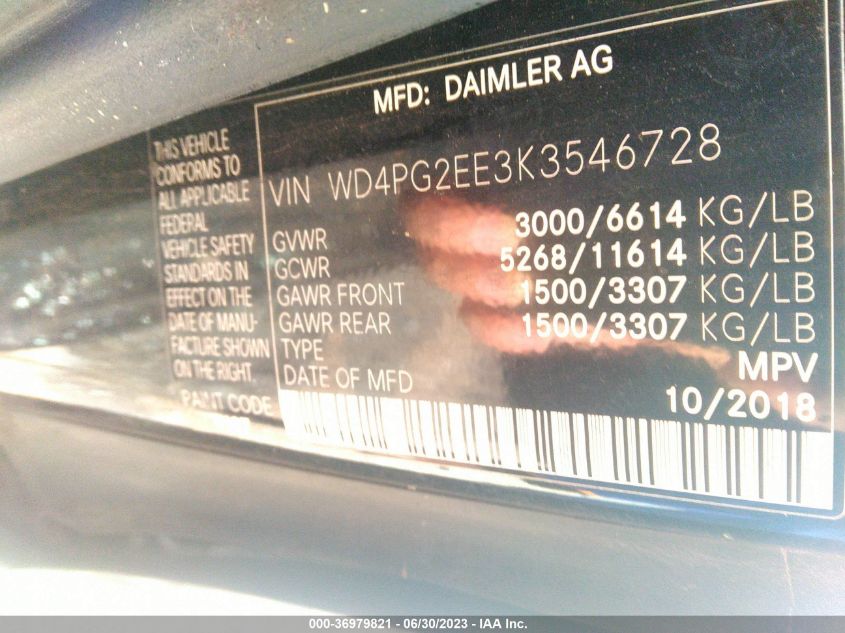 MFD: DAIMLER AG
THIS VEHICLE
CONFORMS TO
ALL APPLICABLE
FEDERAL
VEHICLE SAFETY
STANDARDS IN
EFFECT ON THE
DATE OF MANU-
FACTURE SHOWN
ON THE RIGHT.
VIN WD4PG2EE3K3546728
GVWR 3000/6614 KG/LB
GCWR 5268/11614 KG/LB
GAWR FRONT 1500/3307 KG/LB
GAWR REAR 1500/3307 KG/LB
TYPE MPV
DATE OF MFD 10/2018
PAINT CODE
000-36979821 - 06/30/2023 - IAA Inc.